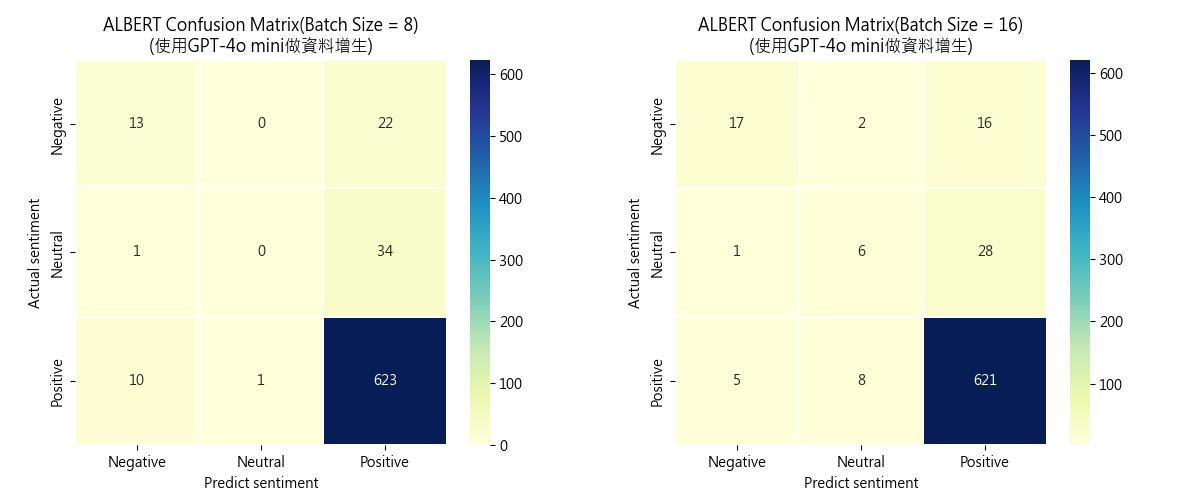 ALBERT Confusion Matrix(Batch Size = 8)
(使用GPT-4o mini做資料增生)
Actual sentiment
Negative
Neutral
Positive
13 0 22
1 0 34
10 1 623
Negative Neutral Positive
Predict sentiment
600
500
400
300
200
100
0
ALBERT Confusion Matrix(Batch Size = 16)
(使用GPT-4o mini做資料增生)
Actual sentiment
Negative
Neutral
Positive
17 2 16
1 6 28
5 8 621
Negative Neutral Positive
Predict sentiment
600
500
400
300
200
100